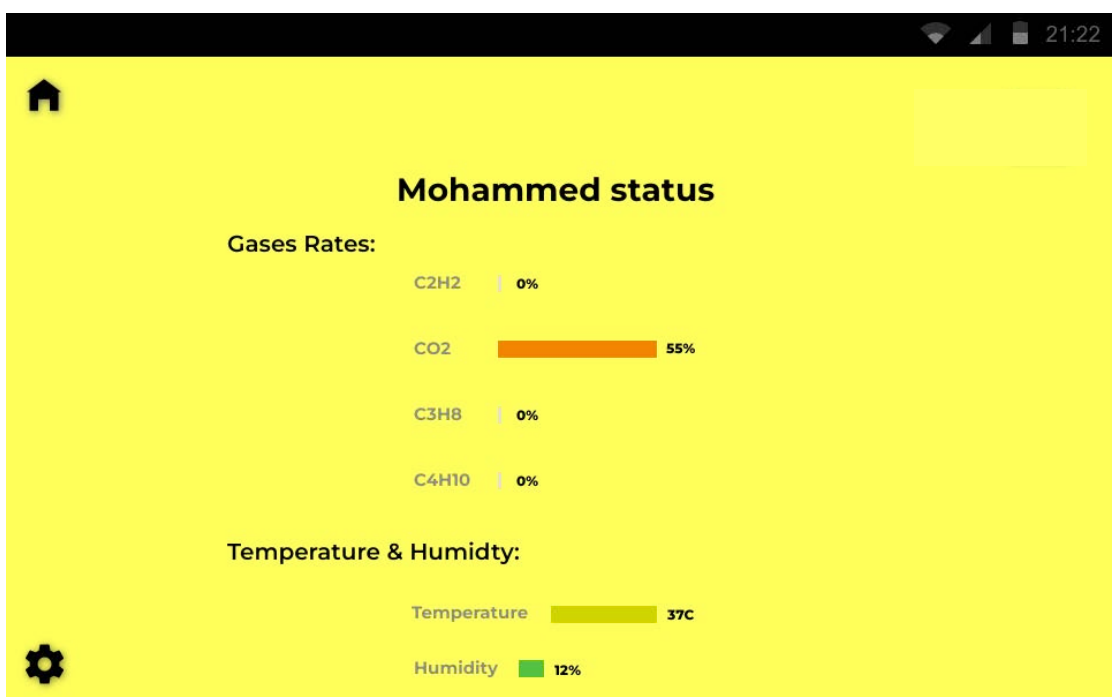 21:22
Mohammed status
Gases Rates:
C2H2 0%
CO2 55%
C3H8 0%
C4H10 0%
Temperature & Humidty:
Temperature 37C
Humidity 12%